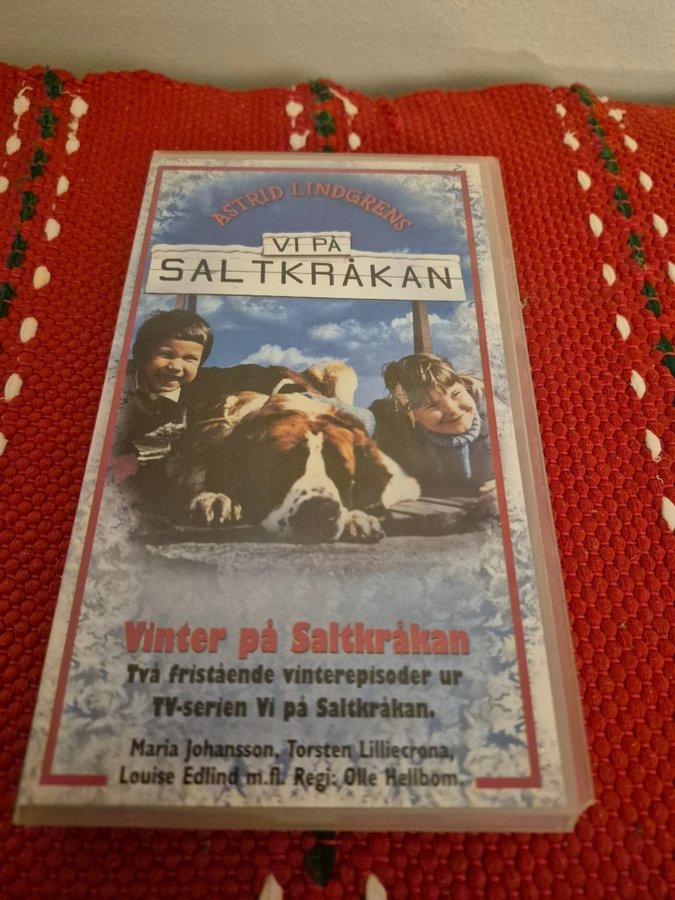 ASTRID LINDGRENS
VI PÅ
SALTKRÅKAN
Vinter på Saltkråkan
Två fristående vinterepisoder ur
TV-serien Vi på Saltkråkan.
Maria Johansson, Torsten Lilliecrona,
Louise Edlind m.fl. Regi: Olle Hellbom.